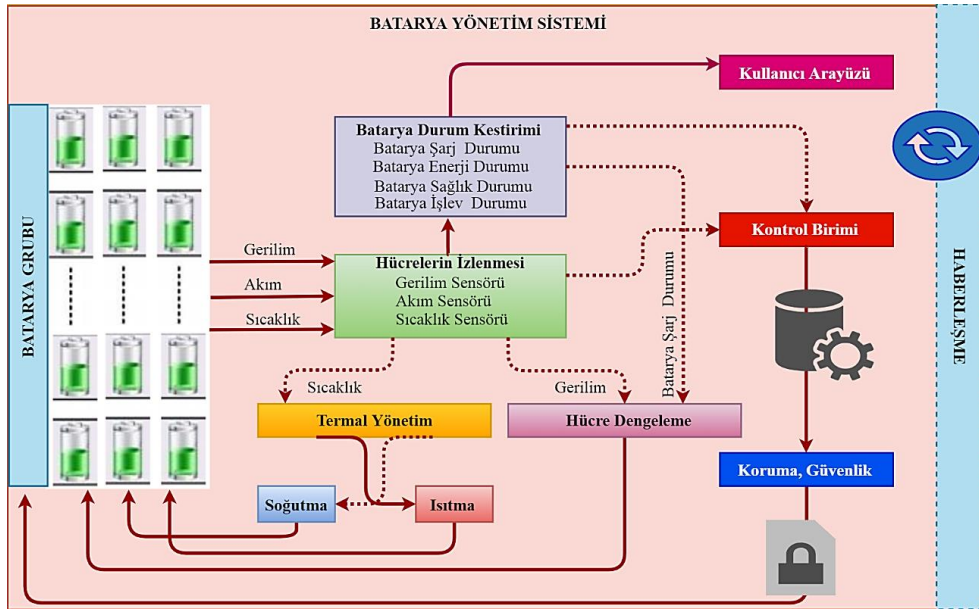 BATARYA YÖNETİM SİSTEMİ
Kullanıcı Arayüzü
Batarya Durum Kestirimi
Batarya Şarj Durumu
Batarya Enerji Durumu
Batarya Sağlık Durumu
Batarya İşlev Durumu
BATARYA GRUBU
Gerilim
Akım
Sıcaklık
Hücrelerin İzlenmesi
Gerilim Sensörü
Akım Sensörü
Sıcaklık Sensörü
Kontrol Birimi
HABERLEŞME
Batarya Şarj Durumu
Sıcaklık
Gerilim
Termal Yönetim
Hücre Dengeleme
Koruma, Güvenlik
Soğutma
Isıtma